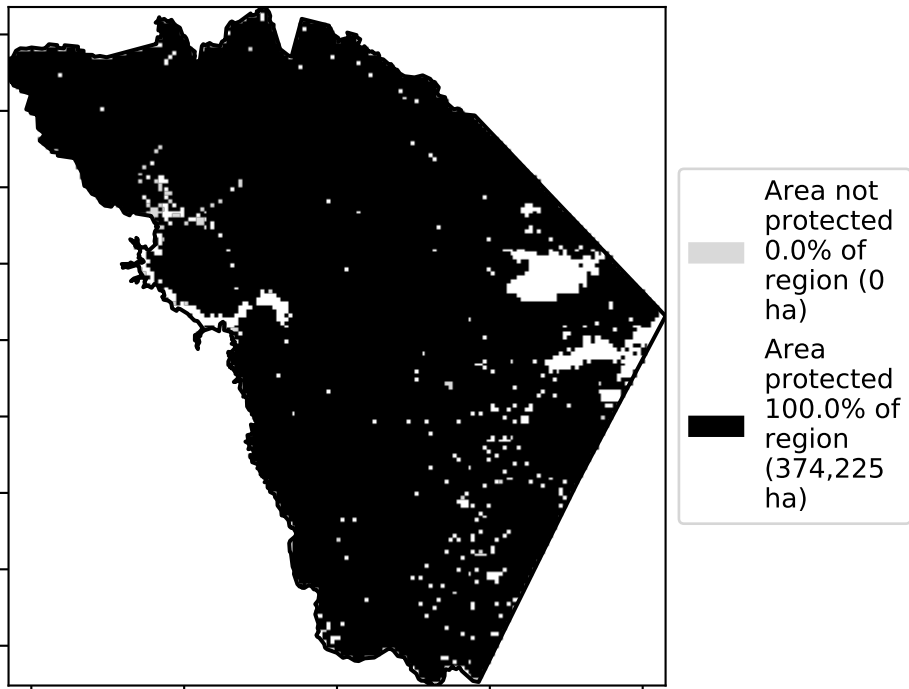 Area not
protected
0.0% of
region (0
ha)
Area
protected
100.0% of
region
(374,225
ha)